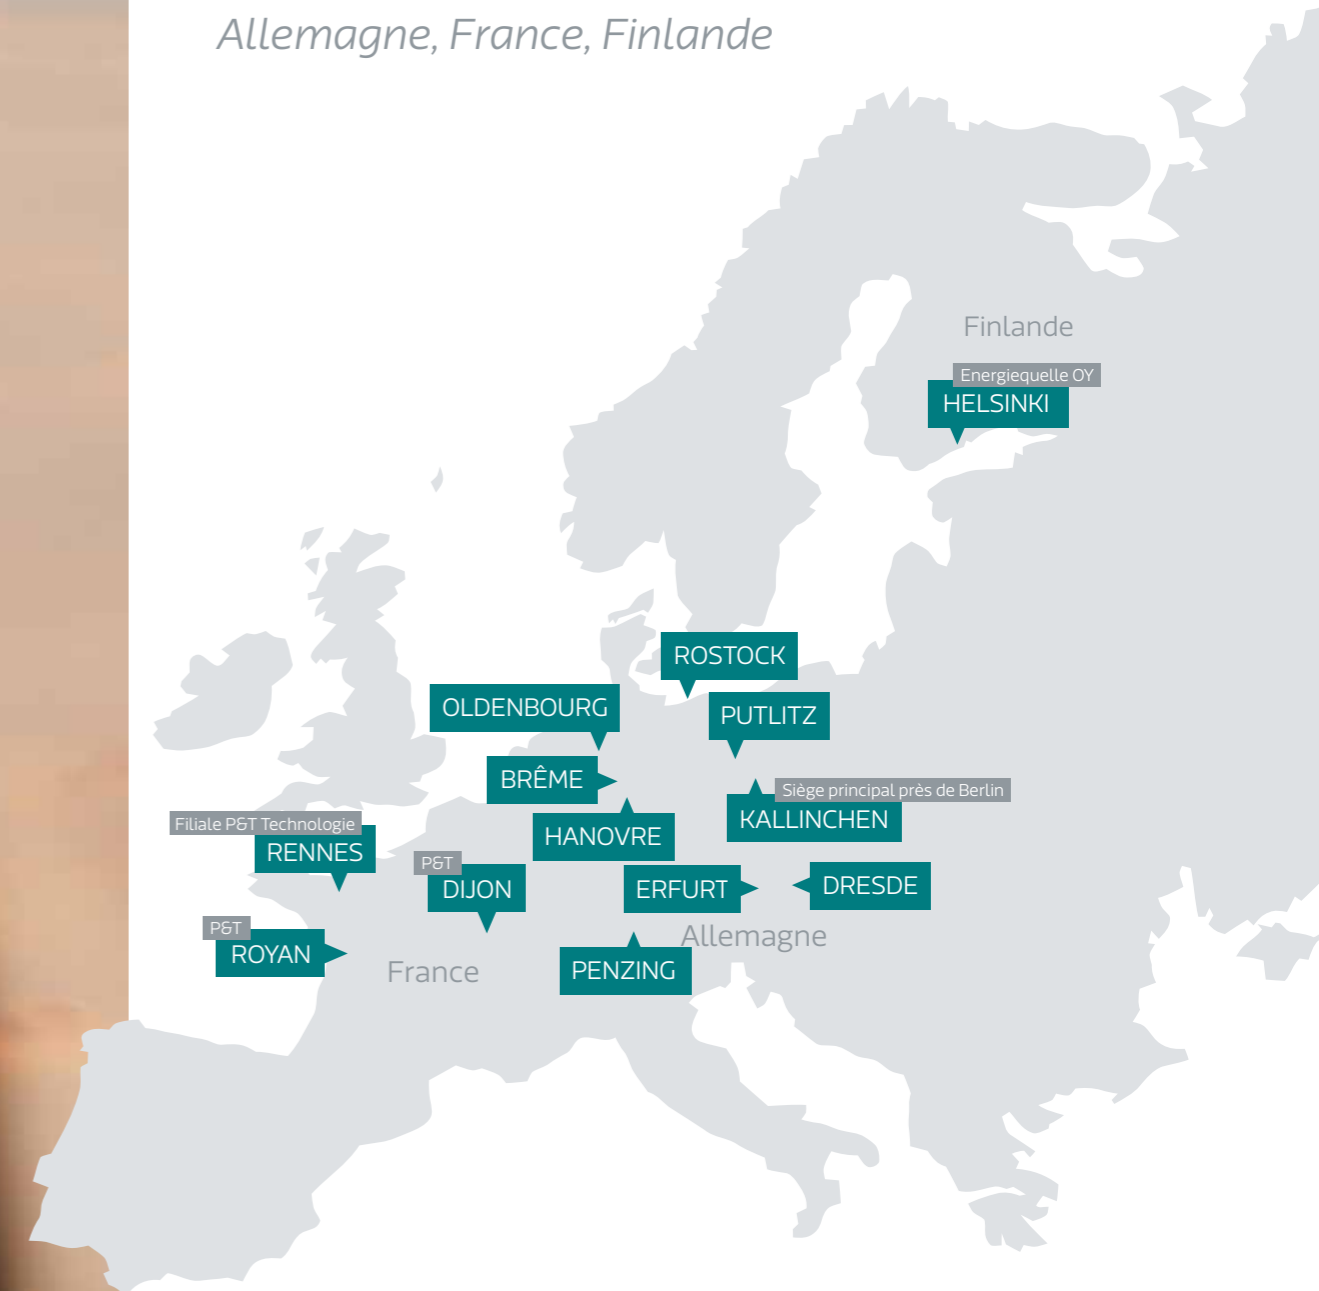 Allemagne, France, Finlande
Finlande
Energiequelle OY
HELSINKI
ROSTOCK
OLDENBOURG
PUTLITZ
BRÊME
Siège principal près de Berlin
KALLINCHEN
HANOVRE
Filiale P&T Technologie
RENNES
P&T
DIJON
ERFURT
DRESDE
P&T
ROYAN
Allemagne
France
PENZING